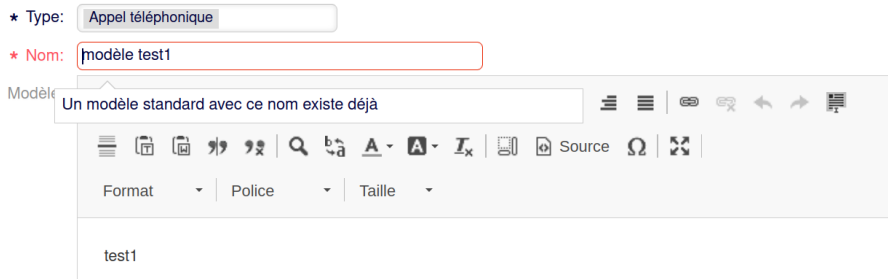 * Type: Appel téléphonique
* Nom: modèle test1
Modèle
Un modèle standard avec ce nom existe déjà
Source
Format Police Taille
test1